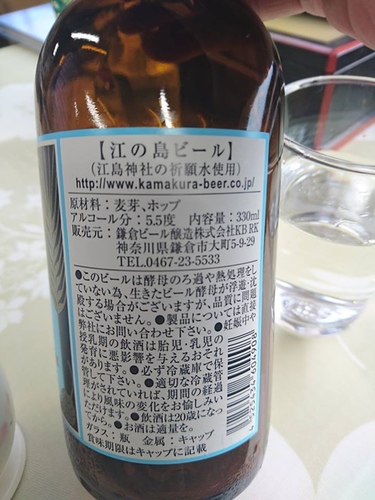 【江の島ビール】
(江島神社の祈願水使用)
http://www.kamakura-beer.co.jp/
原材料：麦芽、ホップ
アルコール分：5.5度 内容量：330ml
販売元：鎌倉ビール醸造株式会社KB RK
神奈川県鎌倉市大町5-9-29
TEL.0467-23-5533
●このビールは酵母のろ過や熱処理を
していない為、生きたビール酵母が浮遊・沈
殿する場合がございますが、品質に問題
はございません。●製品については直接
弊社にお問い合わせ下さい。●妊娠中や
授乳期の飲酒は胎児・乳児の
発育に悪影響を与えるおそれ
があります。●必ず冷蔵庫で保
管して下さい。●適切な冷蔵管
理がされていれば、期間の経過
により風味の変化をお愉しみい
ただけます。●飲酒は20歳になっ
てから。●お酒は適量を。
ガラス：瓶 金属：キャップ
賞味期限はキャップに記載